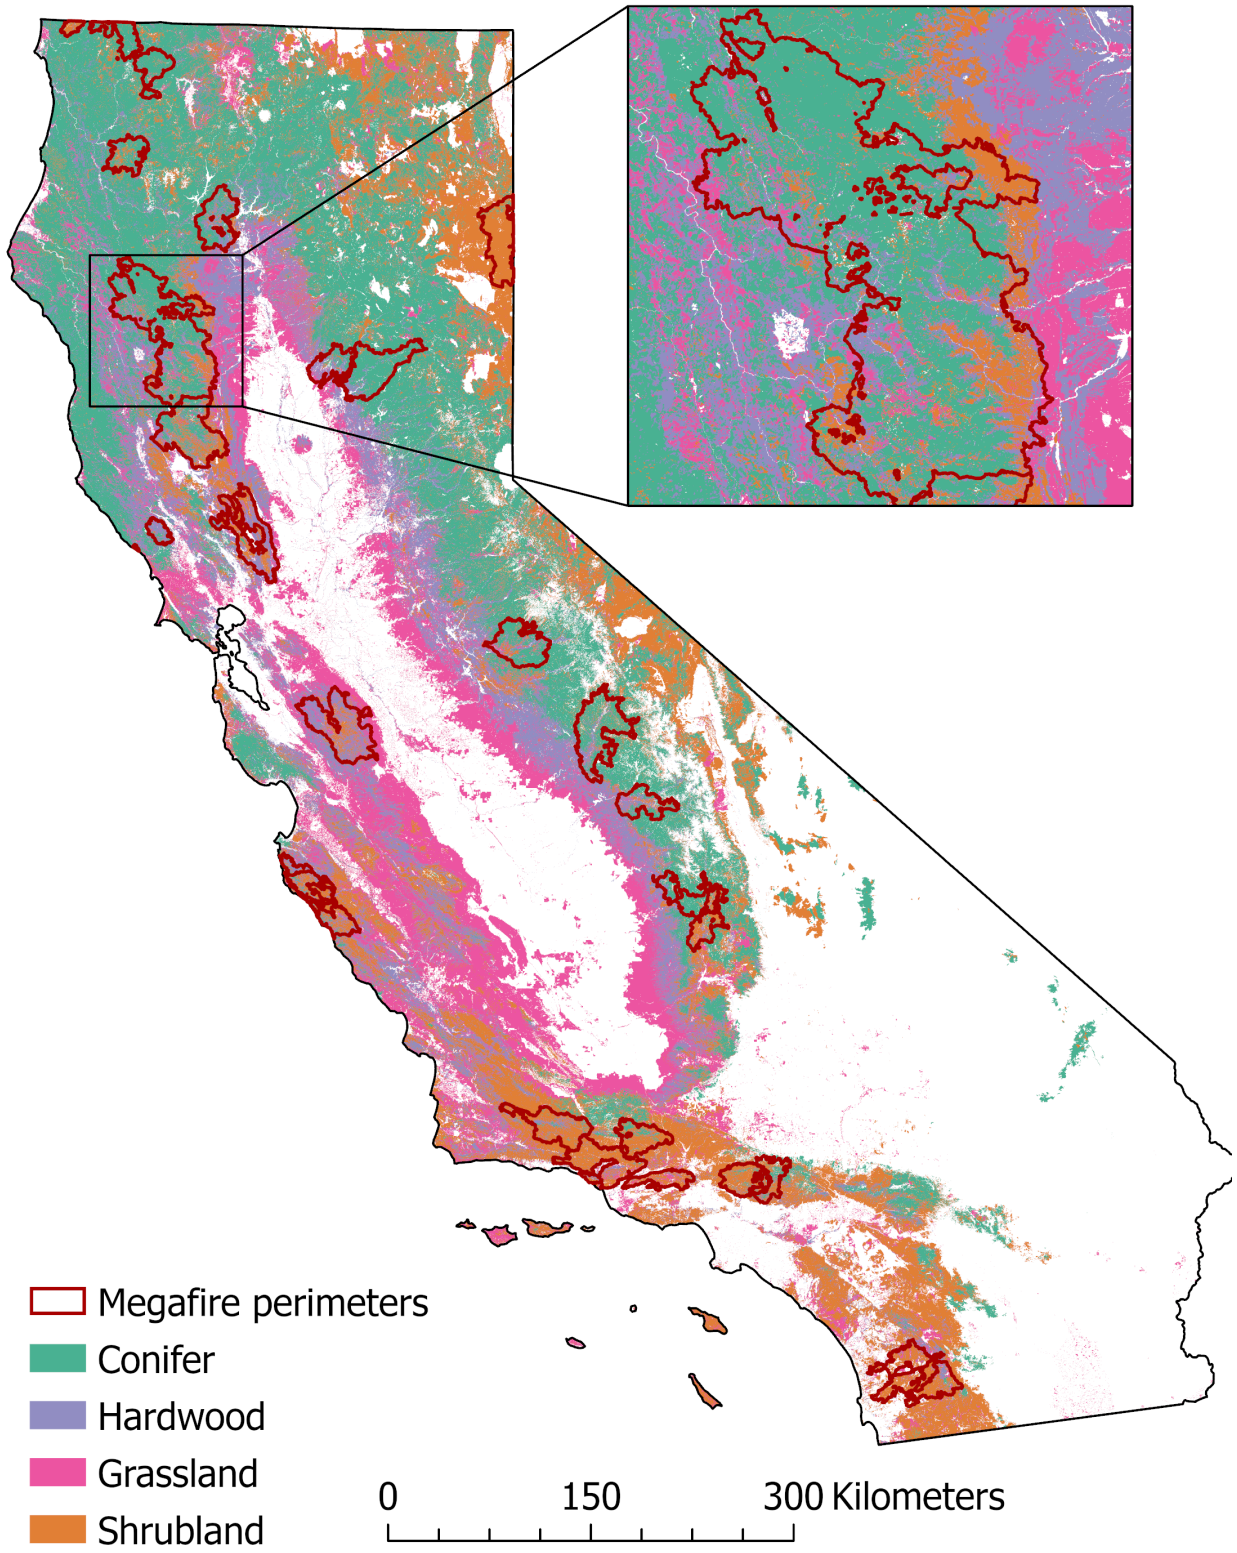 Megafire perimeters
Conifer
Hardwood
Grassland
Shrubland
0 150 300 Kilometers